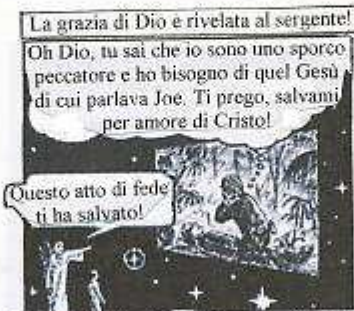 La grazia di Dio è rivelata al sergente!
Oh Dio, tu sai che io sono uno sporco
peccatore e ho bisogno di quel Gesù
di cui parlava Joe. Ti prego, salvami
per amore di Cristo!
Questo atto di fede
ti ha salvato!